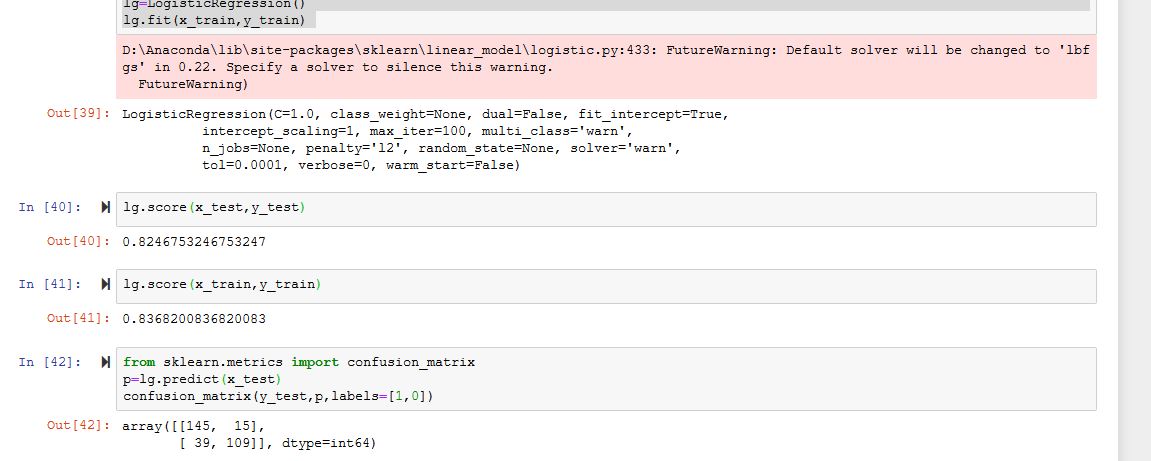 lg=LogisticRegression()
lg.fit(x_train,y_train)
D:\Anaconda\lib\site-packages\sklearn\linear_model\logistic.py:433: FutureWarning: Default solver will be changed to 'lbf
gs' in 0.22. Specify a solver to silence this warning.
  FutureWarning)
Out[39]: LogisticRegression(C=1.0, class_weight=None, dual=False, fit_intercept=True,
          intercept_scaling=1, max_iter=100, multi_class='warn',
          n_jobs=None, penalty='l2', random_state=None, solver='warn',
          tol=0.0001, verbose=0, warm_start=False)
In [40]: lg.score(x_test,y_test)
Out[40]: 0.8246753246753247
In [41]: lg.score(x_train,y_train)
Out[41]: 0.8368200836820083
In [42]: from sklearn.metrics import confusion_matrix
p=lg.predict(x_test)
confusion_matrix(y_test,p,labels=[1,0])
Out[42]: array([[145,  15],
       [ 39, 109]], dtype=int64)